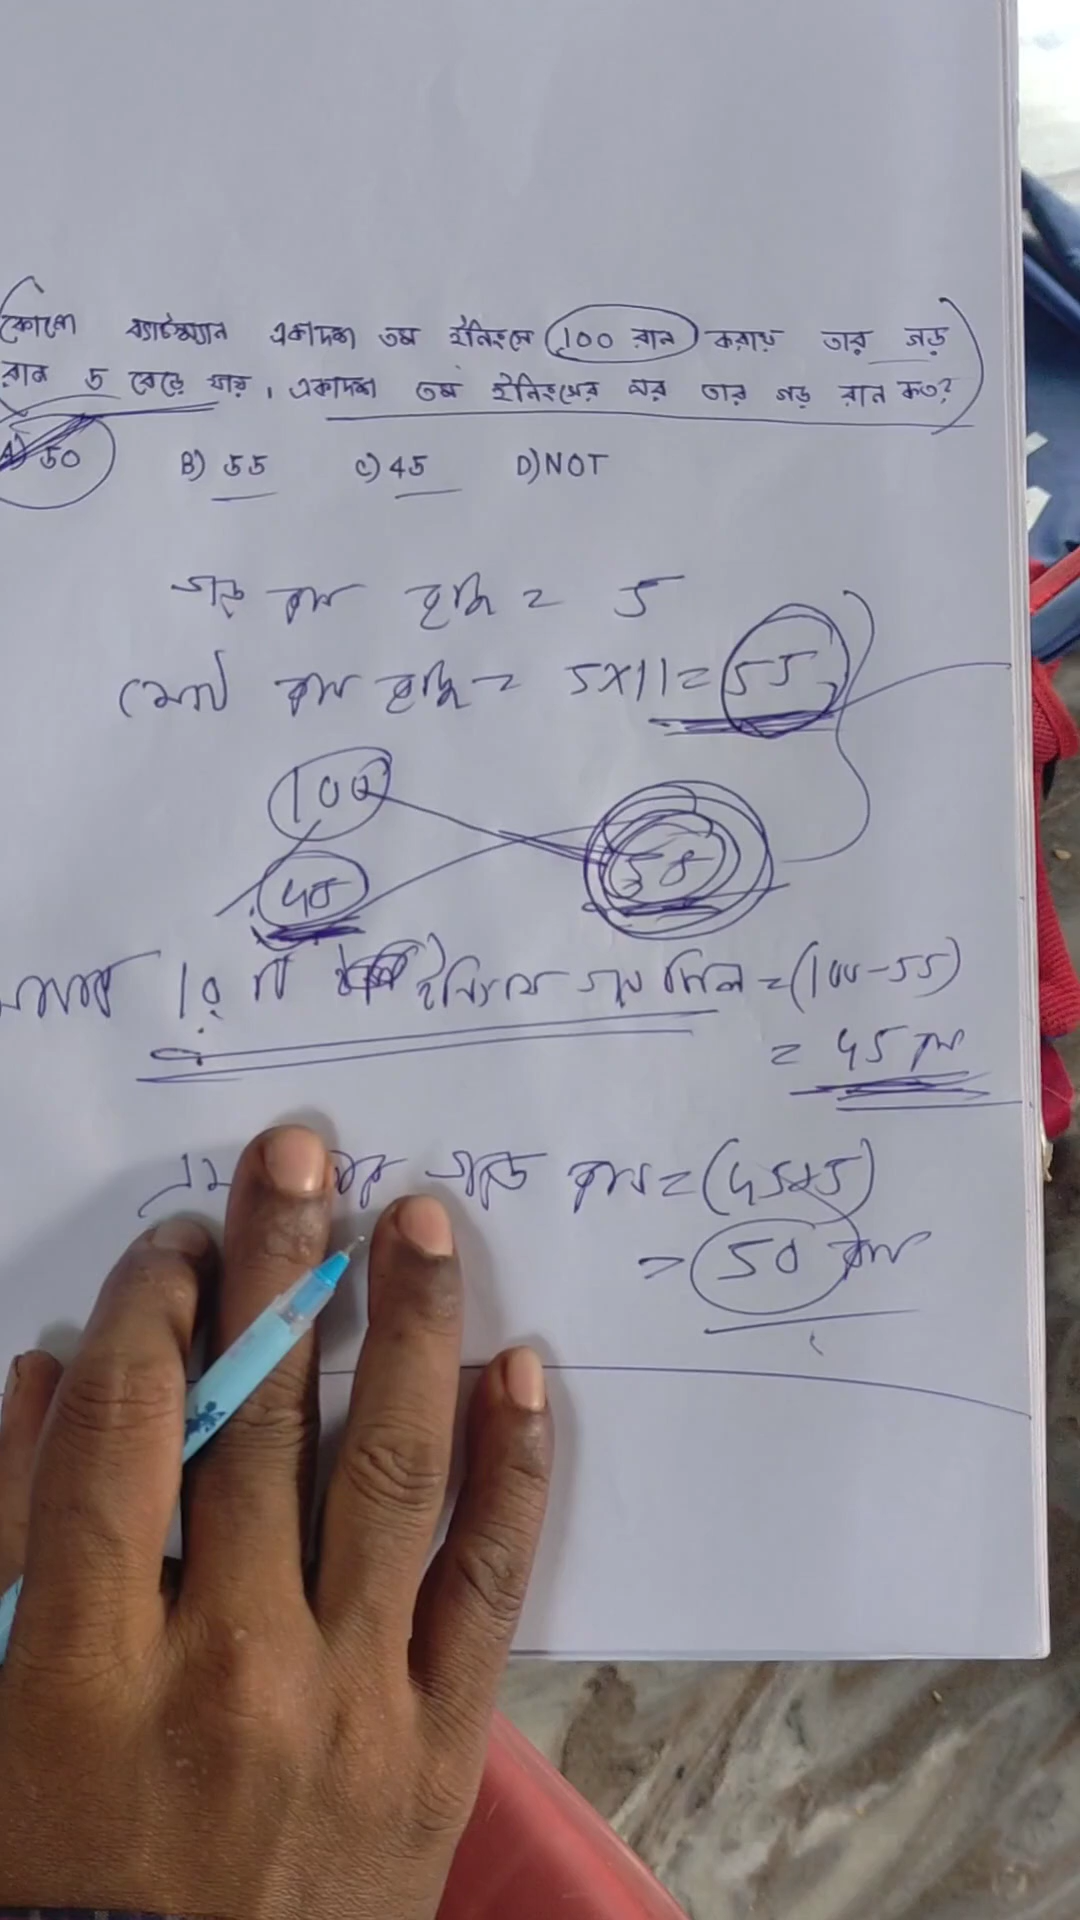 কোনো ব্যাটসম্যান একাদশ তম ইনিংসে 100 রান করায় তার গড়
রান 5 বেড়ে যায়, একাদশ তম ইনিংসের পর তার গড় রান কত?
A) 50 B) 55 C) 45 D) NOT
গড় রান বৃদ্ধি = 5
মোট রান বৃদ্ধি = 5×11=55
100
45
50
10 টি ইনিংসে গড় ছিল =(100-55)
= 45 রান
গড় রান=(45+5)
= 50 রান